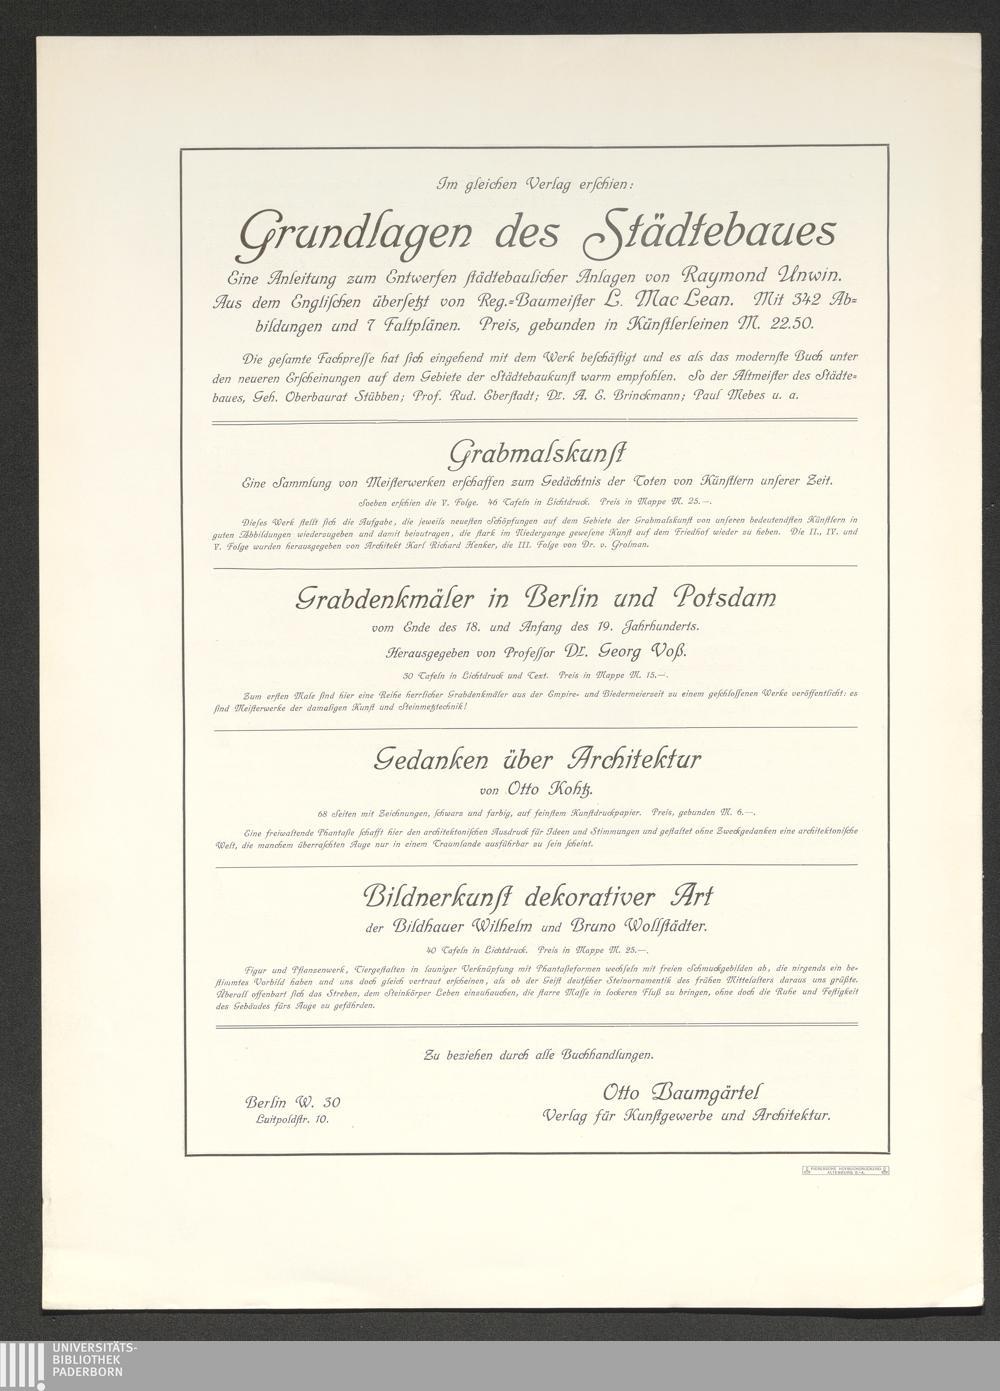 Im gleichen Verlag erschien:
Grundlagen des Städtebaues
Eine Anleitung zum Entwerfen städtebaulicher Anlagen von Raymond Unwin.
Aus dem Englischen übersetzt von Reg.=Baumeister L. Mac Lean. Mit 342 Ab=
bildungen und 7 Faltplänen. Preis, gebunden in Künstlerleinen M. 22.50.
Die gesamte Fachpresse hat sich eingehend mit dem Werk beschäftigt und es als das modernste Buch unter
den neueren Erscheinungen auf dem Gebiete der Städtebaukunst warm empfohlen. So der Altmeister des Städte=
baues, Geh. Oberbaurat Stübben; Prof. Rud. Eberstadt; Dr. A. E. Brinckmann; Paul Mebes u. a.
Grabmalskunst
Eine Sammlung von Meisterwerken erschaffen zum Gedächtnis der Toten von Künstlern unserer Zeit.
Soeben erschien die V. Folge. 46 Tafeln in Lichtdruck. Preis in Mappe M. 25.—.
Dieses Werk stellt sich die Aufgabe, die jeweils neuesten Schöpfungen auf dem Gebiete der Grabmalskunst von unseren bedeutendsten Künstlern in
guten Abbildungen wiederzugeben und damit beizutragen, die stark im Niedergange gewesene Kunst auf dem Friedhof wieder zu heben. Die II., IV. und
V. Folge wurden herausgegeben von Architekt Karl Richard Henker, die III. Folge von Dr. v. Grolman.
Grabdenkmäler in Berlin und Potsdam
vom Ende des 18. und Anfang des 19. Jahrhunderts.
Herausgegeben von Professor Dr. Georg Voß.
30 Tafeln in Lichtdruck und Text. Preis in Mappe M. 15.—.
Zum ersten Male sind hier eine Reihe herrlicher Grabdenkmäler aus der Empire- und Biedermeierzeit zu einem geschlossenen Werke veröffentlicht: es
sind Meisterwerke der damaligen Kunst und Steinmetztechnik!
Gedanken über Architektur
von Otto Kohtz.
68 Seiten mit Zeichnungen, schwarz und farbig, auf feinstem Kunstdruckpapier. Preis, gebunden M. 6.—.
Eine freiwaltende Phantasie schafft hier den architektonischen Ausdruck für Ideen und Stimmungen und gestaltet ohne Zweckgedanken eine architektonische
Welt, die manchem überraschten Auge nur in einem Traumlande ausführbar zu sein scheint.
Bildnerkunst dekorativer Art
der Bildhauer Wilhelm und Bruno Wollstädter.
40 Tafeln in Lichtdruck. Preis in Mappe M. 25.—.
Figur und Pflanzenwerk, Tiergestalten in launiger Verknüpfung mit Phantasieformen wechseln mit freien Schmuckgebilden ab, die nirgends ein be=
stimmtes Vorbild haben und uns doch gleich vertraut erscheinen, als ob der Geist deutscher Steinornamentik des frühen Mittelalters daraus uns grüßte.
Überall offenbart sich das Streben, dem Steinkörper Leben einzuhauchen, die starre Masse in lockeren Fluß zu bringen, ohne doch die Ruhe und Festigkeit
des Gebäudes fürs Auge zu gefährden.
Zu beziehen durch alle Buchhandlungen.
Berlin W. 30
Luitpoldstr. 10.
Otto Baumgärtel
Verlag für Kunstgewerbe und Architektur.
PIERERSCHE HOFBUCHDRUCKEREI
ALTENBURG S.-A.
UNIVERSITÄTS-
BIBLIOTHEK
PADERBORN